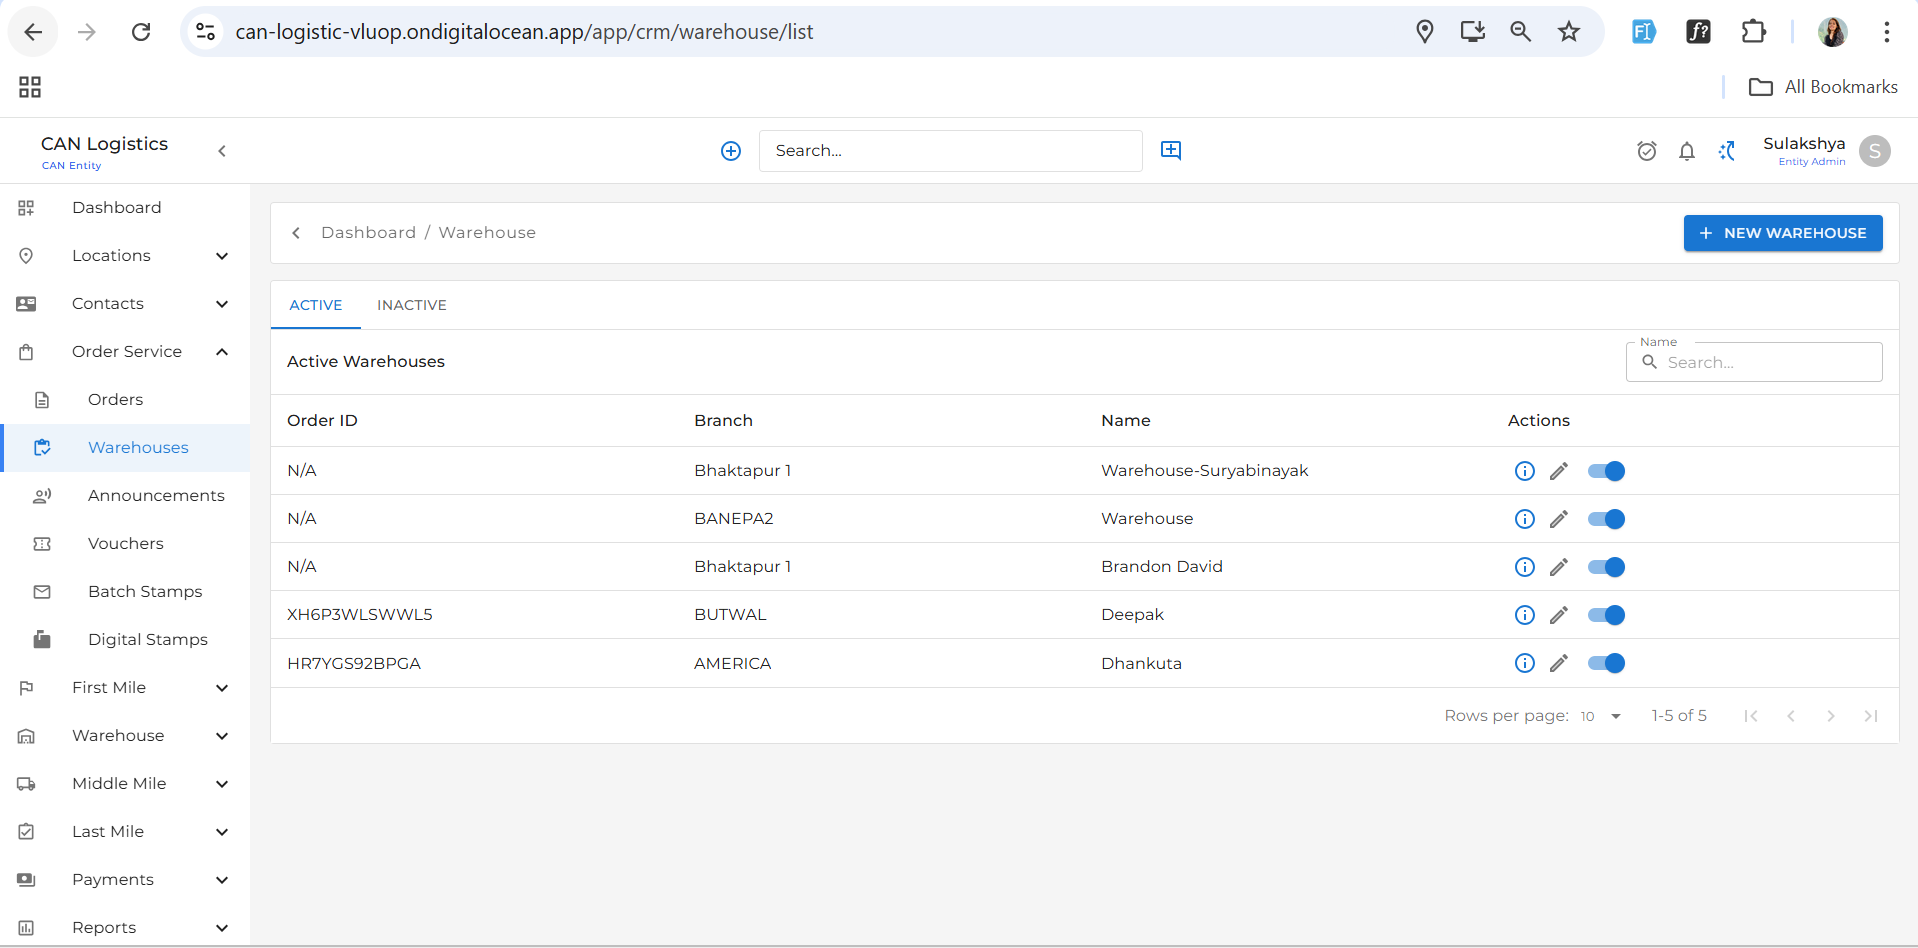 can-logistic-vluop.ondigitalocean.app/app/crm/warehouse/list
All Bookmarks
CAN Logistics
CAN Entity
Search...
Sulakshya
Entity Admin
S
Dashboard
Locations
Contacts
Order Service
Orders
Warehouses
Announcements
Vouchers
Batch Stamps
Digital Stamps
First Mile
Warehouse
Middle Mile
Last Mile
Payments
Reports
Dashboard / Warehouse
+ NEW WAREHOUSE
ACTIVE INACTIVE
Active Warehouses
Name
Search...
Order ID Branch Name Actions
N/A Bhaktapur 1 Warehouse-Suryabinayak
N/A BANEPA2 Warehouse
N/A Bhaktapur 1 Brandon David
XH6P3WLSWWL5 BUTWAL Deepak
HR7YGS92BPGA AMERICA Dhankuta
Rows per page: 10 1-5 of 5